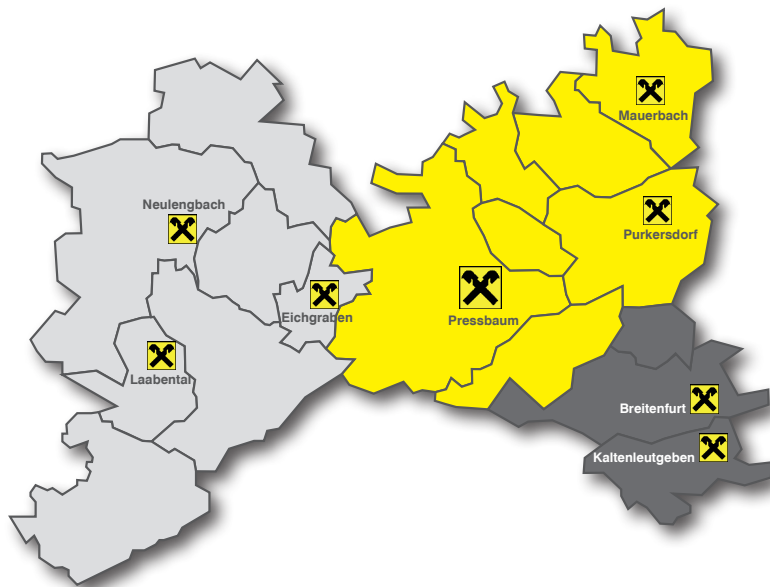 Mauerbach
Neulengbach
Purkersdorf
Eichgraben
Pressbaum
Laabental
Breitenfurt
Kaltenleutgeben